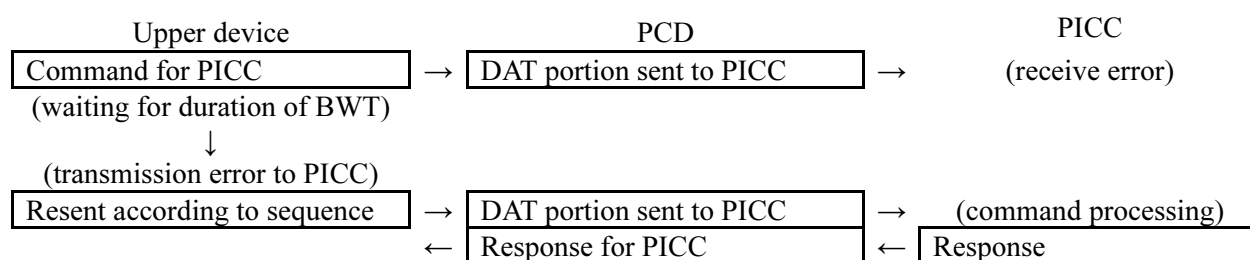 Upper device PCD PICC
Command for PICC → DAT portion sent to PICC → (receive error)
(waiting for duration of BWT)
↓
(transmission error to PICC)
Resent according to sequence → DAT portion sent to PICC → (command processing)
← Response for PICC ← Response